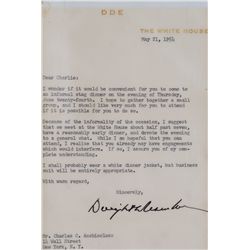 DDE
THE WHITE HOUSE
May 21, 1954
Dear Charlie:
I wonder if it would be convenient for you to come to
an informal stag dinner on the evening of Thursday,
June twenty-fourth. I hope to gather together a small
group, and I should like very much to attend if
it is possible for you to do so.
Because of the informality of the occasion, I suggest
that we meet at the White House about half past seven,
have a reasonably early dinner, and devote the evening
to a general chat. While I am hopeful that you can
attend, I realize that you already may have engagements
which would interfere. If so, I assure you of my com-
plete understanding.
I shall probably wear a white dinner jacket, but business
suit will be entirely appropriate.
With warm regard,
Sincerely,
Dwight D Eisenhower
Mr. Charles C.
14 Wall Street
New York, N. Y.